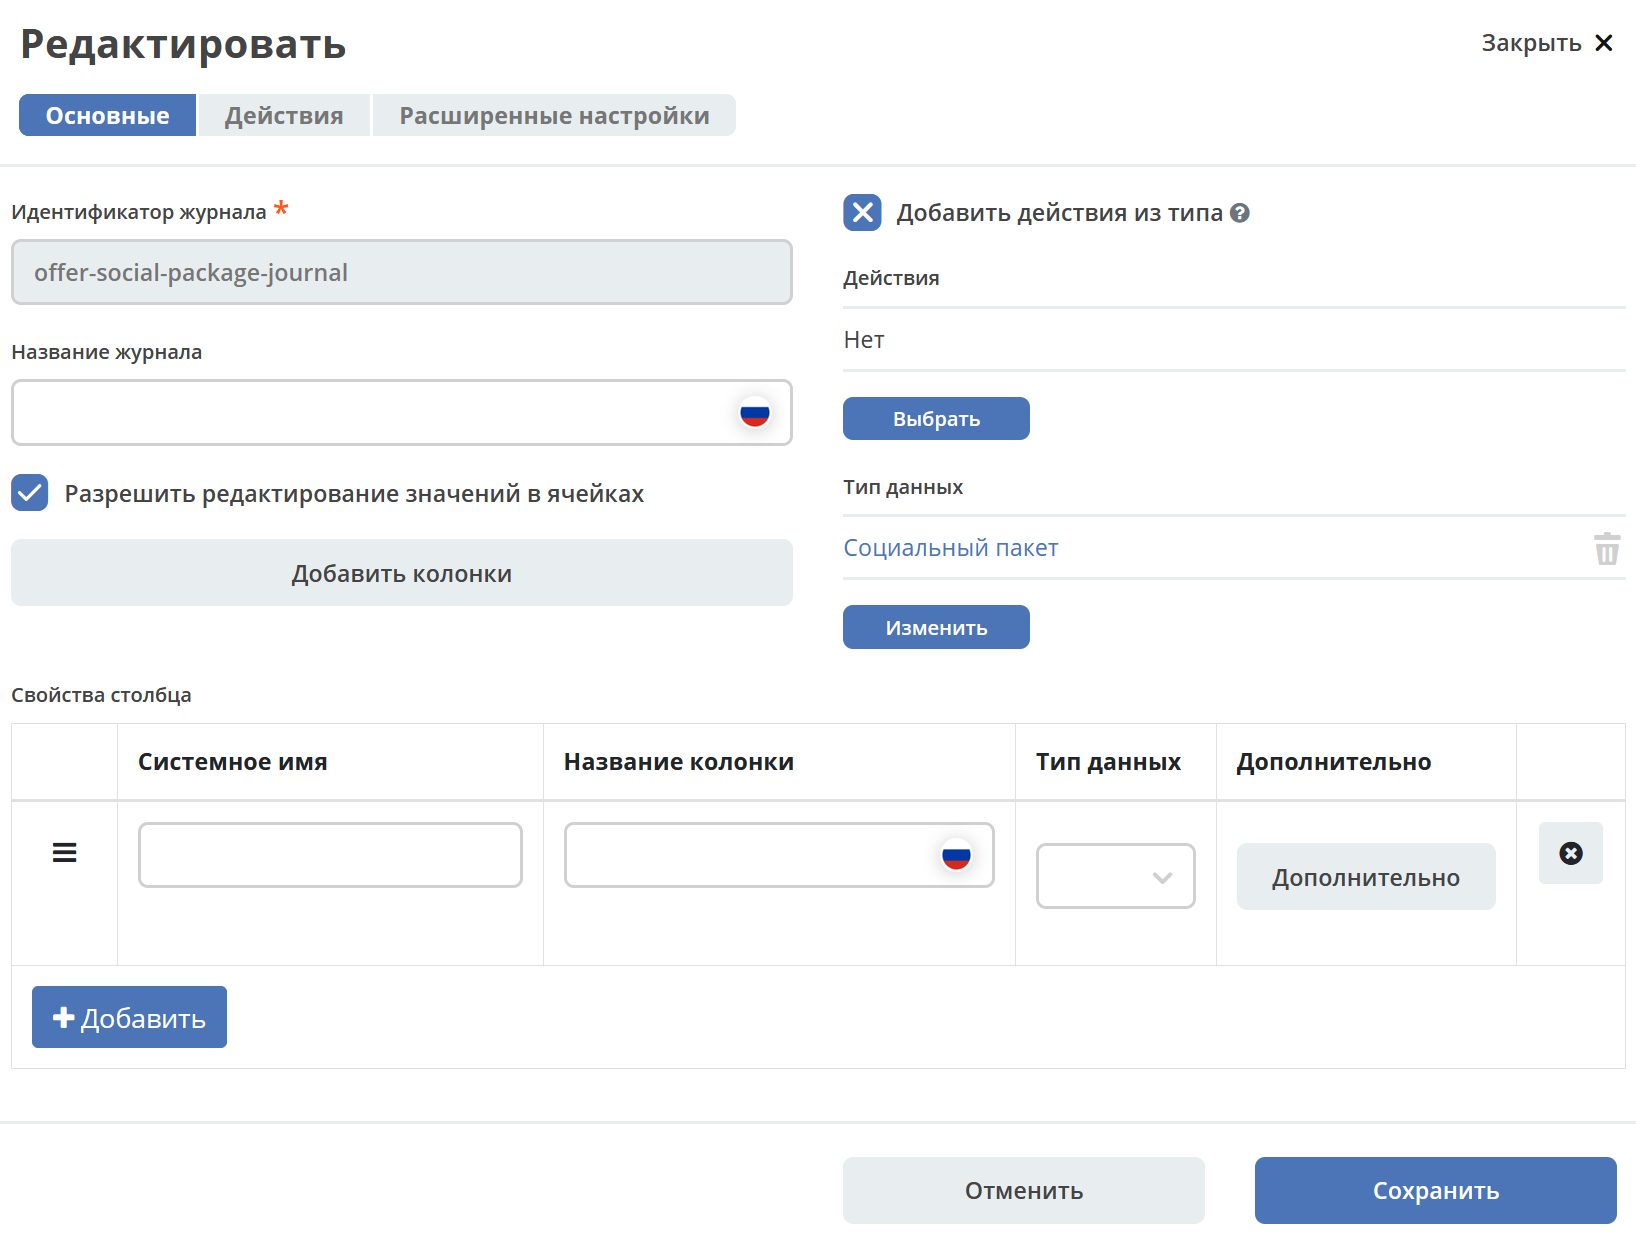 Редактировать
Закрыть
Основные
Действия
Расширенные настройки
Идентификатор журнала *
offer-social-package-journal
Название журнала
Разрешить редактирование значений в ячейках
Добавить колонки
Добавить действия из типа
Действия
Нет
Выбрать
Тип данных
Социальный пакет
Изменить
Свойства столбца
Системное имя
Название колонки
Тип данных
Дополнительно
Дополнительно
Добавить
Отменить
Сохранить